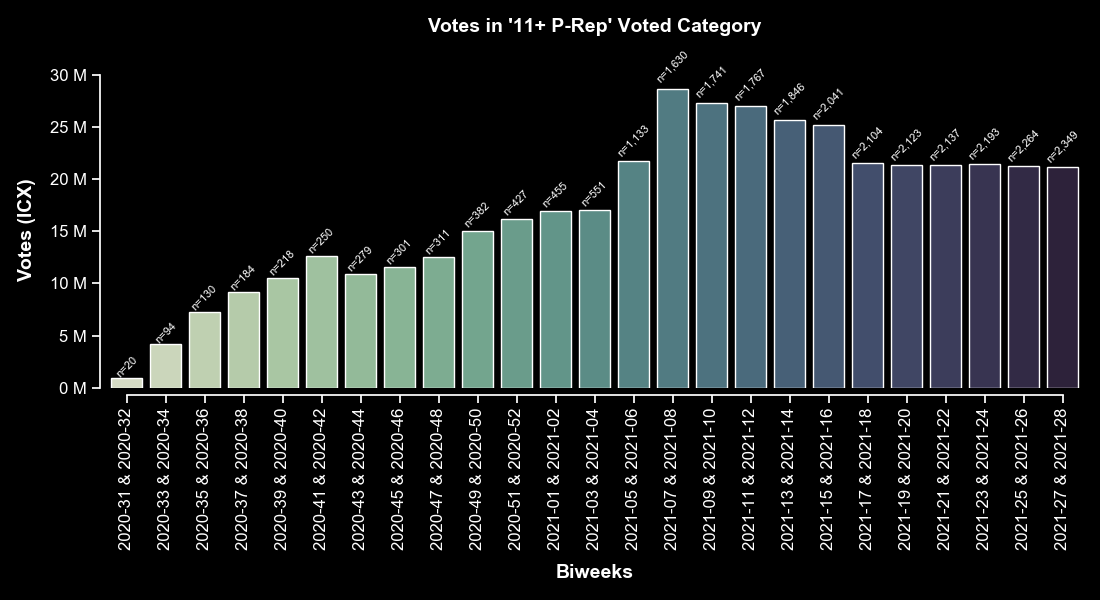 Votes in '11+ P-Rep' Voted Category
Votes (ICX)
30 M
25 M
20 M
15 M
10 M
5 M
0 M
n=20
n=94
n=130
n=184
n=218
n=250
n=279
n=301
n=311
n=382
n=427
n=455
n=551
n=1,133
n=1,630
n=1,741
n=1,767
n=1,846
n=2,041
n=2,104
n=2,123
n=2,137
n=2,193
n=2,264
n=2,349
2020-31 & 2020-32
2020-33 & 2020-34
2020-35 & 2020-36
2020-37 & 2020-38
2020-39 & 2020-40
2020-41 & 2020-42
2020-43 & 2020-44
2020-45 & 2020-46
2020-47 & 2020-48
2020-49 & 2020-50
2020-51 & 2020-52
2021-01 & 2021-02
2021-03 & 2021-04
2021-05 & 2021-06
2021-07 & 2021-08
2021-09 & 2021-10
2021-11 & 2021-12
2021-13 & 2021-14
2021-15 & 2021-16
2021-17 & 2021-18
2021-19 & 2021-20
2021-21 & 2021-22
2021-23 & 2021-24
2021-25 & 2021-26
2021-27 & 2021-28
Biweeks